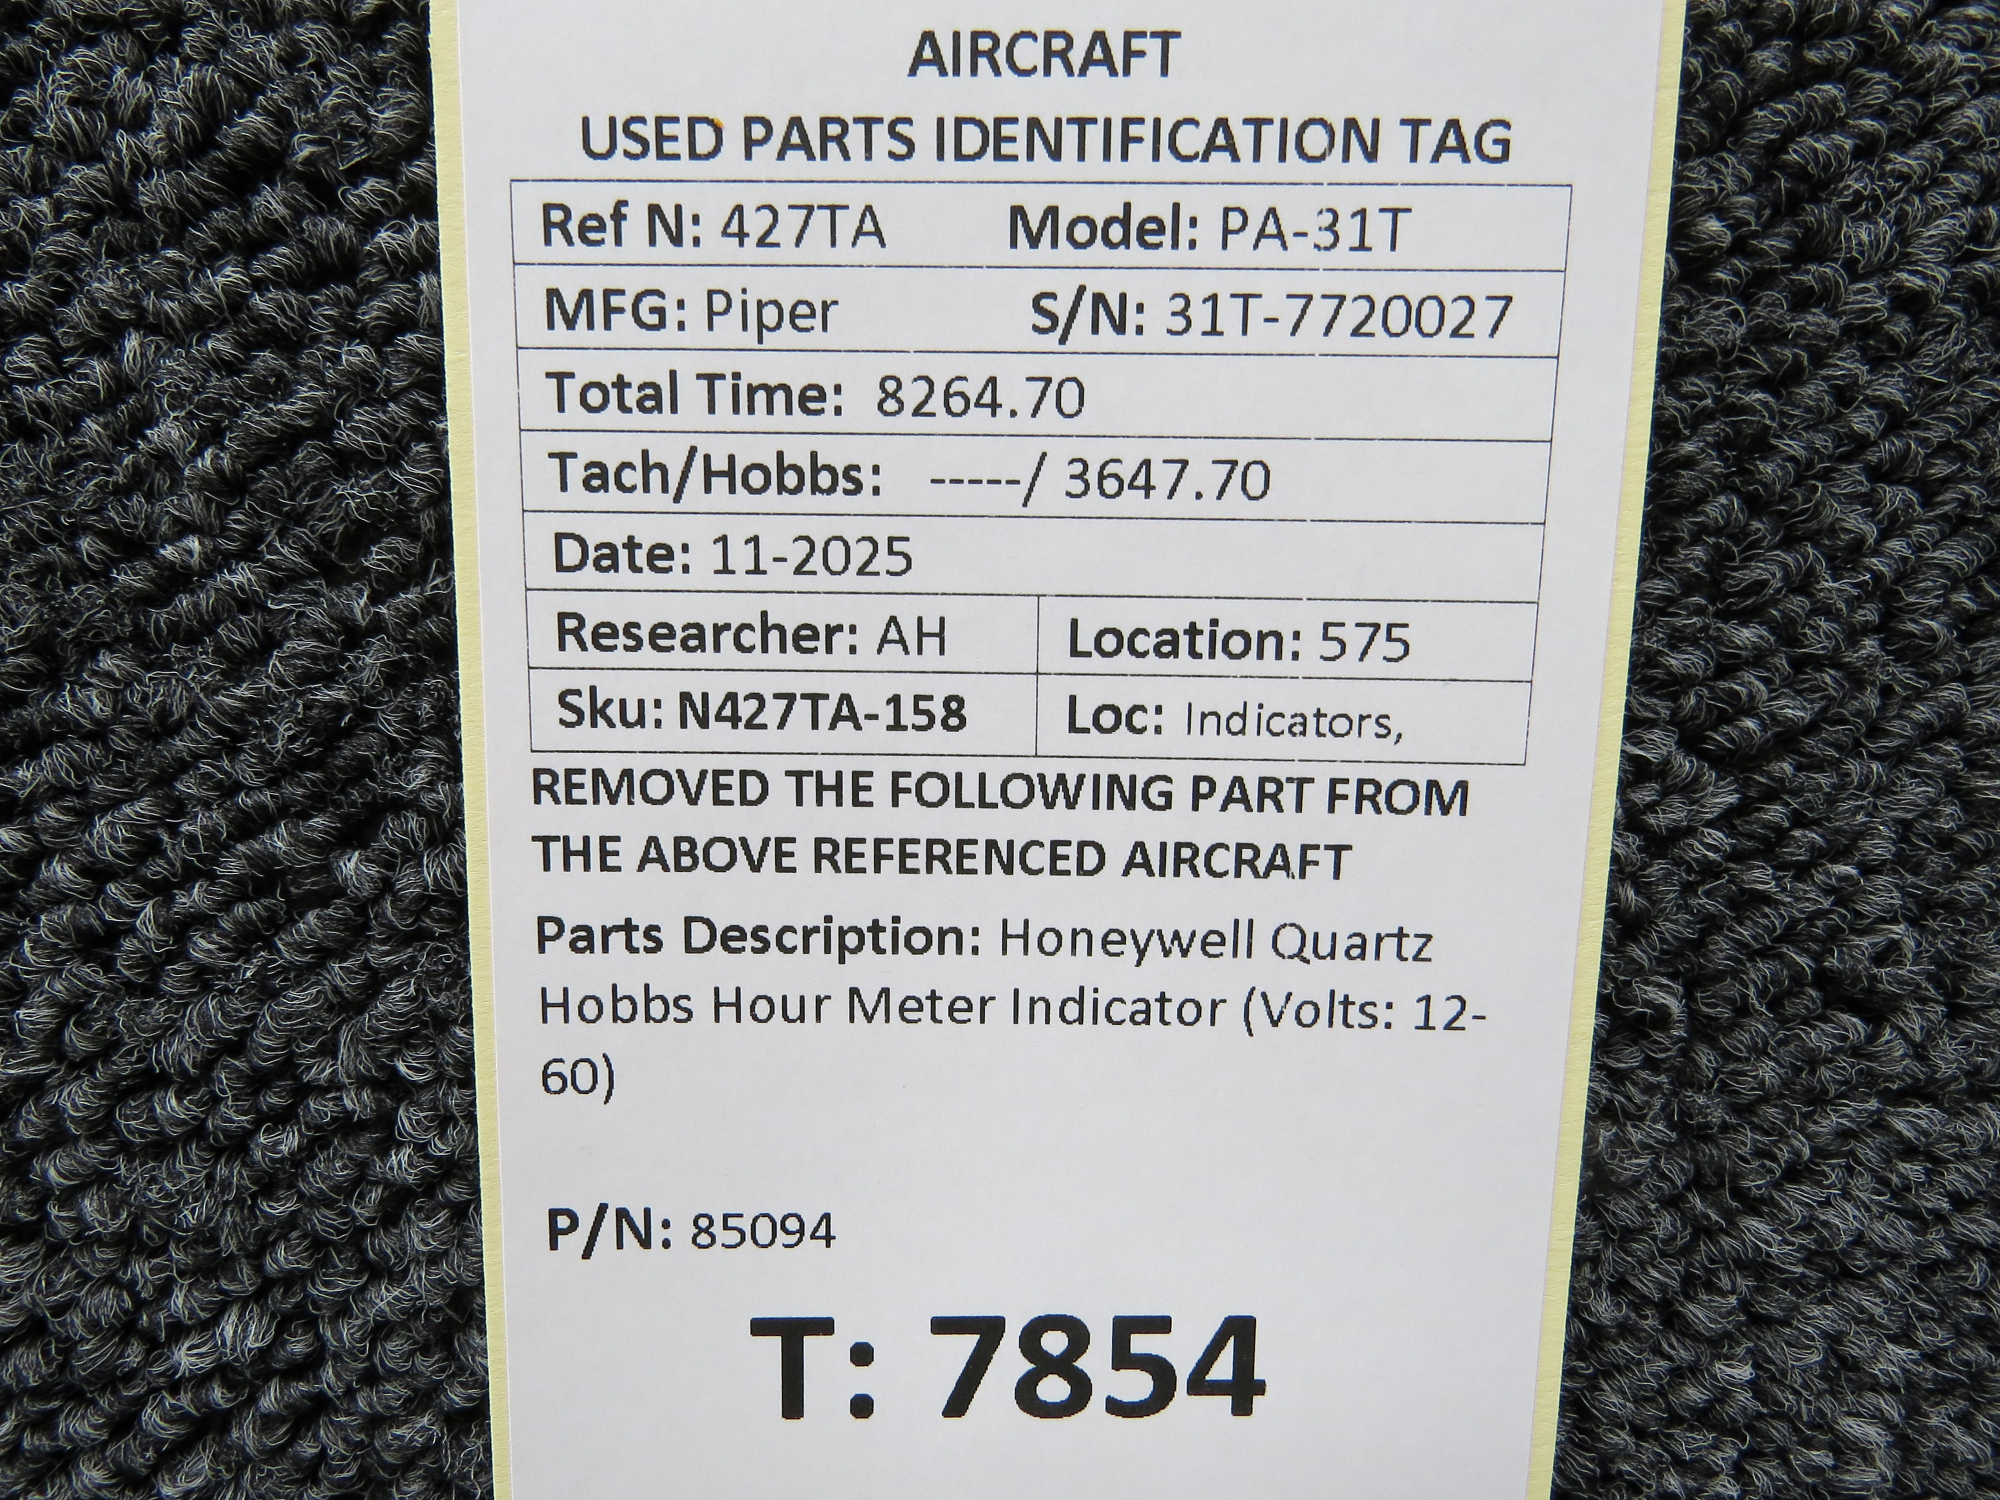 AIRCRAFT
USED PARTS IDENTIFICATION TAG
Ref N: 427TA Model: PA-31T
MFG: Piper S/N: 31T-7720027
Total Time: 8264.70
Tach/Hobbs: -----/ 3647.70
Date: 11-2025
Researcher: AH Location: 575
Sku: N427TA-158 Loc: Indicators,
REMOVED THE FOLLOWING PART FROM
THE ABOVE REFERENCED AIRCRAFT
Parts Description: Honeywell Quartz
Hobbs Hour Meter Indicator (Volts: 12-
60)
P/N: 85094
T: 7854